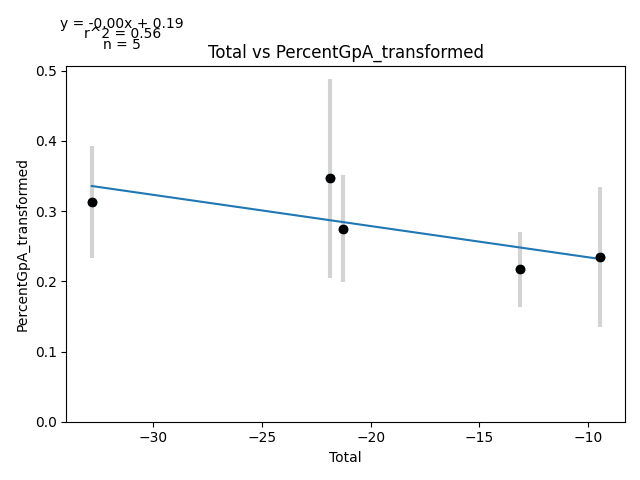 y = -0.00x + 0.19
r^2 = 0.56
n = 5
Total vs PercentGpA_transformed
0.5
0.4
0.3
0.2
0.1
0.0
PercentGpA_transformed
−30
−25
−20
−15
−10
Total